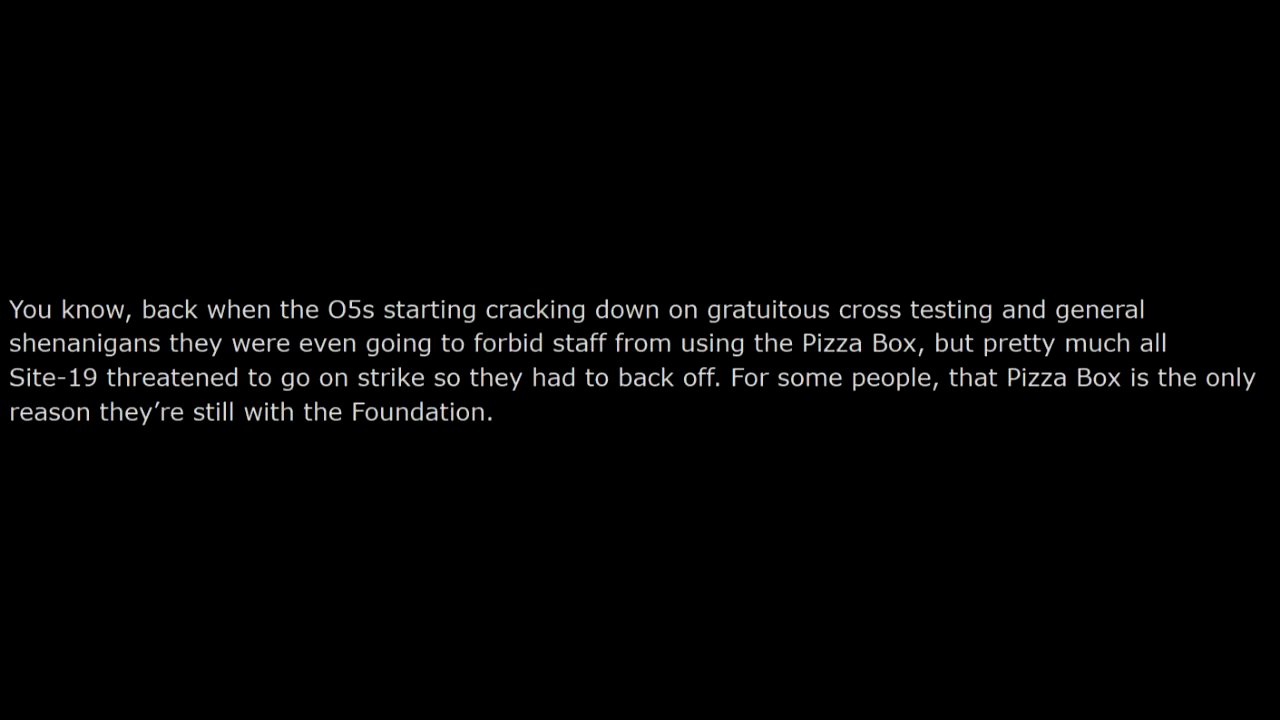 You know, back when the O5s starting cracking down on gratuitous cross testing and general
shenanigans they were even going to forbid staff from using the Pizza Box, but pretty much all
Site-19 threatened to go on strike so they had to back off. For some people, that Pizza Box is the only
reason they’re still with the Foundation.